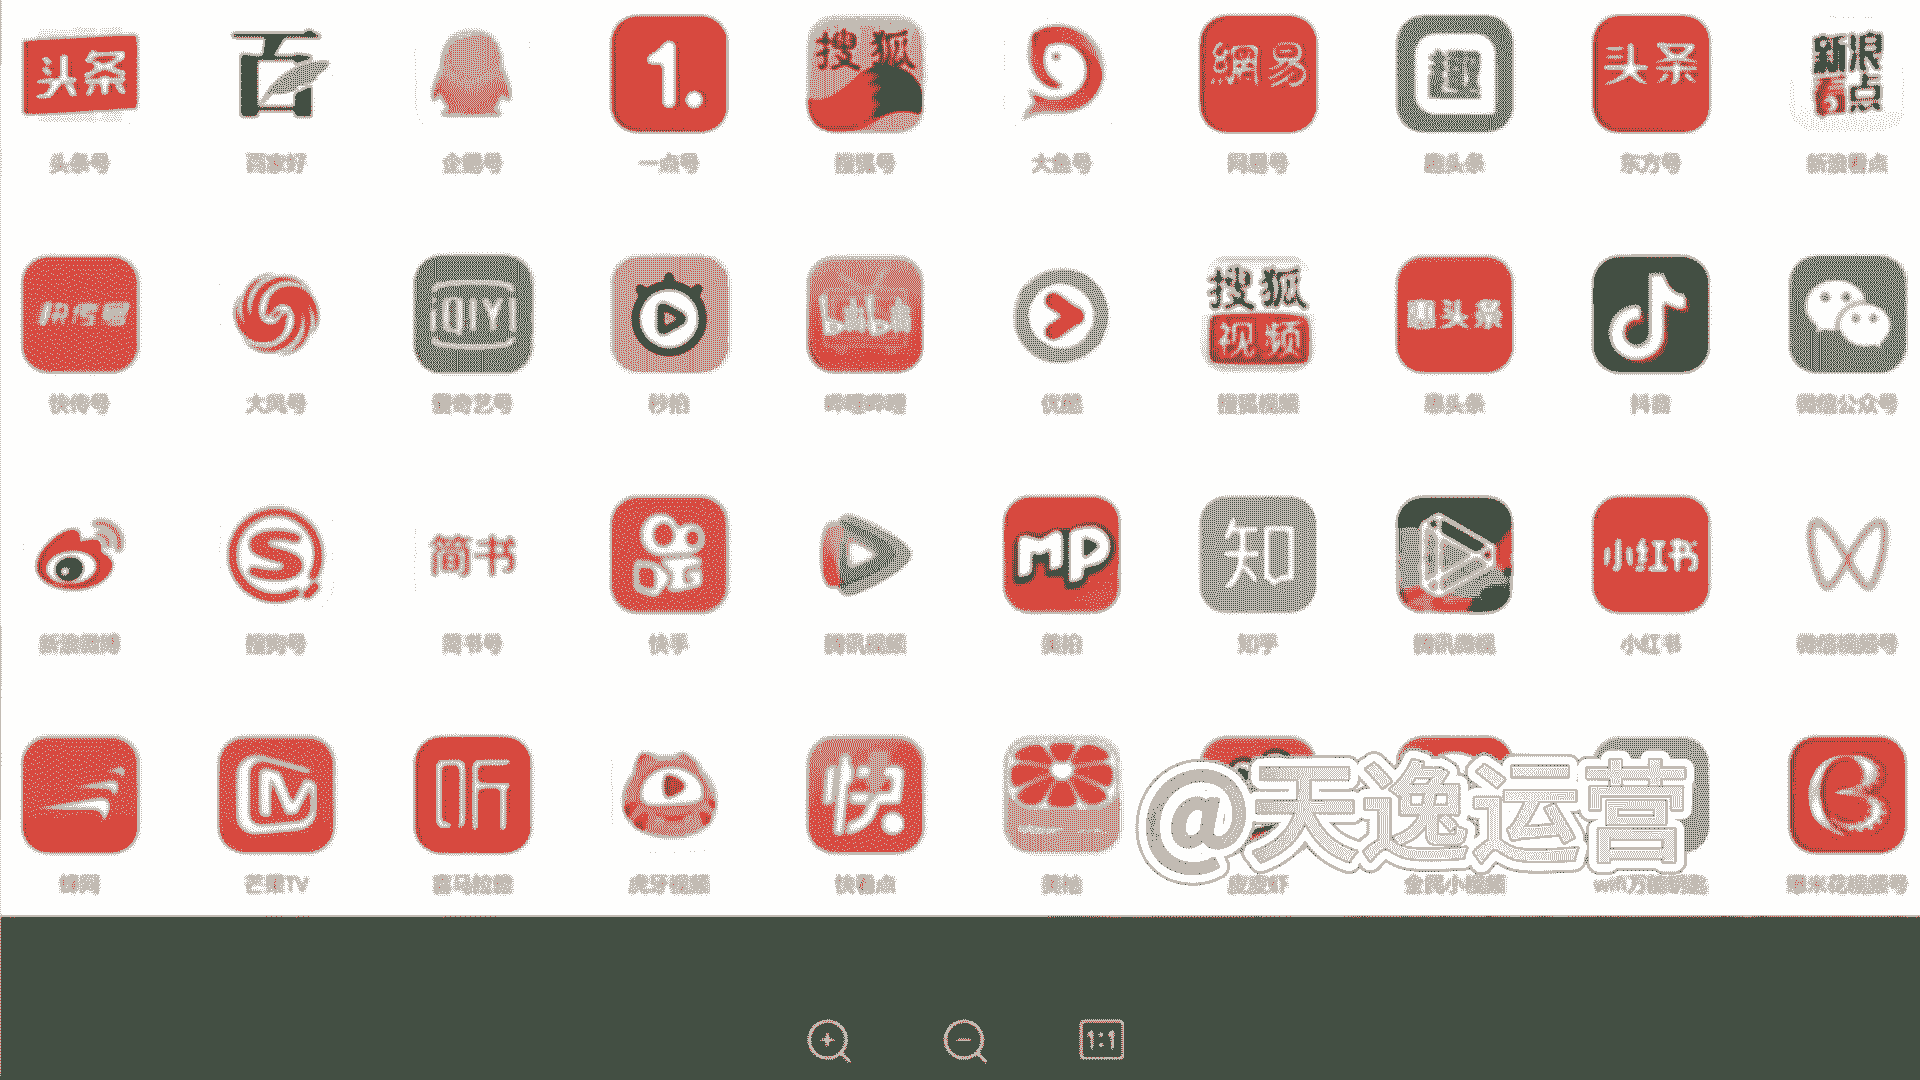 头条 百 1. 搜狐 網易 趣 头条 新浪看点
头条号 百家好 企鹅号 一点号 搜狐号 大鱼号 网易号 趣头条 东方号 新浪看点
快传号 iQIYI bilibili 搜狐视频 惠头条
快传号 大风号 爱奇艺号 秒拍 哔哩哔哩 优酷 搜狐视频 惠头条 抖音 微信公众号
S 简书 MP 知 小红书
新浪微博 搜狗号 简书号 快手 腾讯视频 美拍 知乎 腾讯微视 小红书 微信视频号
M 听 快
蜂网 芒果TV 喜马拉雅 虎牙视频 快看点 美柚 皮皮虾 全民小视频 wifi万能钥匙 爆米花视频号
@天逸运营
1:1